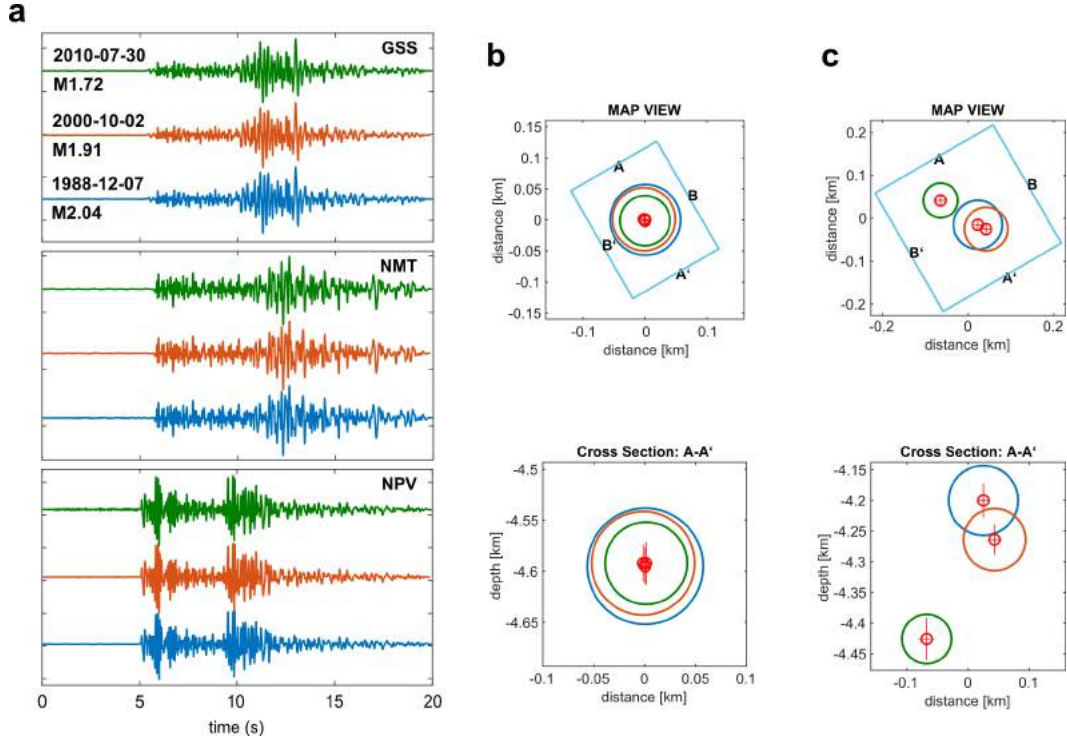 a
GSS
2010-07-30
M1.72
2000-10-02
M1.91
1988-12-07
M2.04
NMT
NPV
0 5 10 15 20
time (s)
b
MAP VIEW
0.15
0.1
0.05
0
-0.05
-0.1
-0.15
distance [km]
A
B
B'
A'
-0.1 0 0.1
distance [km]
Cross Section: A-A'
-4.5
-4.55
-4.6
-4.65
depth [km]
-0.1 -0.05 0 0.05 0.1
distance [km]
c
MAP VIEW
0.2
0.1
0
-0.1
-0.2
distance [km]
A
B
B'
A'
-0.2 -0.1 0 0.1 0.2
distance [km]
Cross Section: A-A'
-4.15
-4.2
-4.25
-4.3
-4.35
-4.4
-4.45
depth [km]
-0.1 0 0.1
distance [km]